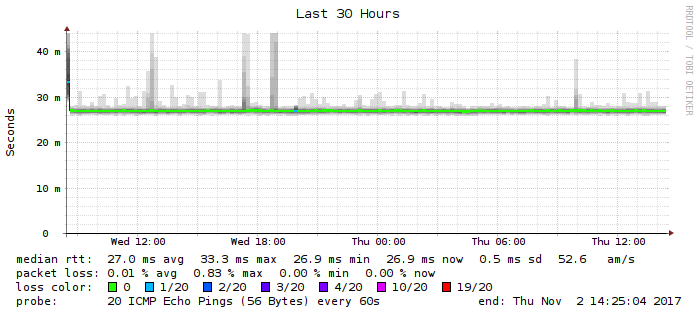 Last 30 Hours
RRDTOOL / TOBI OETIKER
Seconds
40 m
30 m
20 m
10 m
0
Wed 12:00 Wed 18:00 Thu 00:00 Thu 06:00 Thu 12:00
median rtt: 27.0 ms avg 33.3 ms max 26.9 ms min 26.9 ms now 0.5 ms sd 52.6 am/s
packet loss: 0.01 % avg 0.83 % max 0.00 % min 0.00 % now
loss color: 0 1/20 2/20 3/20 4/20 10/20 19/20
probe: 20 ICMP Echo Pings (56 Bytes) every 60s end: Thu Nov 2 14:25:04 2017